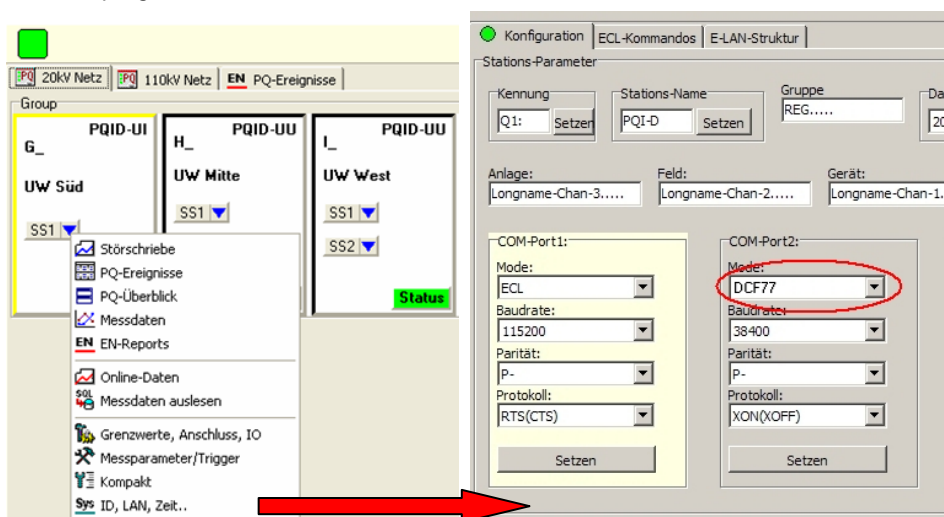 20kV Netz
110kV Netz
EN PQ-Ereignisse
Group
PQID-UI
G_
UW Süd
SS1
PQID-UU
H_
UW Mitte
SS1
PQID-UU
I_
UW West
SS1
SS2
Status
Störschriebe
PQ-Ereignisse
PQ-Überblick
Messdaten
EN EN-Reports
Online-Daten
SQL Messdaten auslesen
Grenzwerte, Anschluss, IO
Messparameter/Trigger
Kompakt
Sys ID, LAN, Zeit..
Konfiguration ECL-Kommandos E-LAN-Struktur
Stations-Parameter
Kennung
Q1: Setzen
Stations-Name
PQI-D Setzen
Gruppe
REG.....
Da
20
Anlage: Feld: Gerät:
Longname-Chan-3..... Longname-Chan-2..... Longname-Chan-1.
COM-Port1:
Mode:
ECL
Baudrate:
115200
Parität:
P-
Protokoll:
RTS(CTS)
Setzen
COM-Port2:
Mode:
DCF77
Baudrate:
38400
Parität:
P-
Protokoll:
XON(XOFF)
Setzen